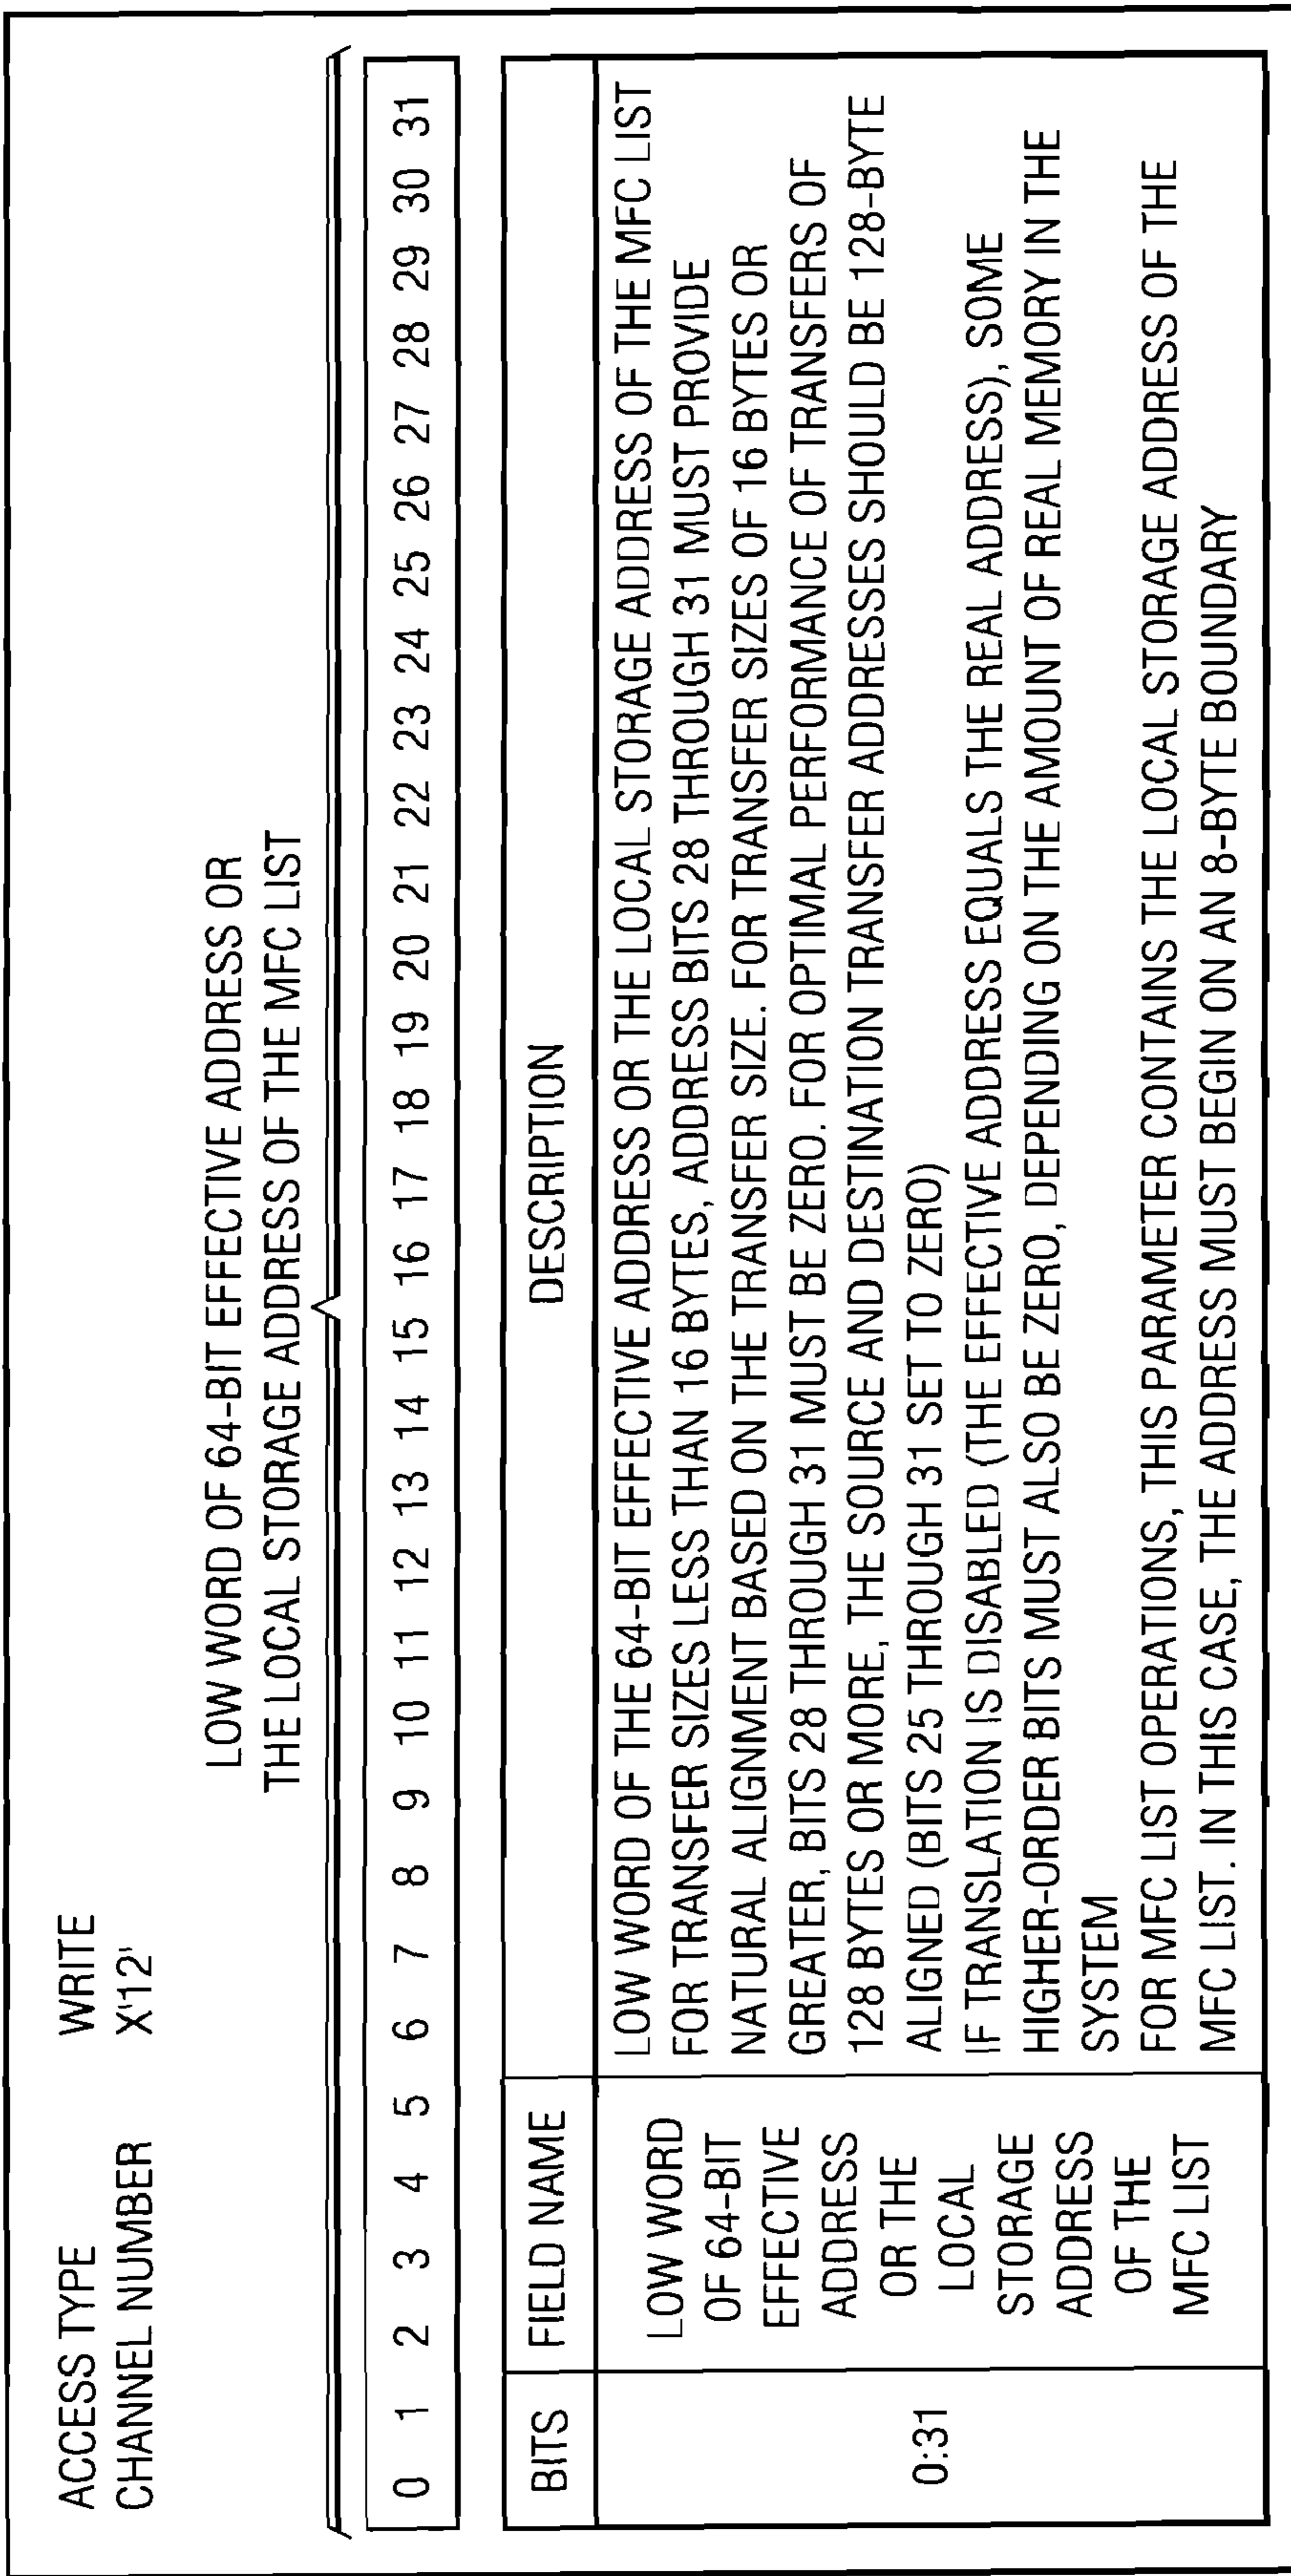 ACCESS TYPE WRITE
CHANNEL NUMBER X'12'
LOW WORD OF 64-BIT EFFECTIVE ADDRESS OR
THE LOCAL STORAGE ADDRESS OF THE MFC LIST
0 1 2 3 4 5 6 7 8 9 10 11 12 13 14 15 16 17 18 19 20 21 22 23 24 25 26 27 28 29 30 31
BITS FIELD NAME DESCRIPTION
0:31
LOW WORD
OF 64-BIT
EFFECTIVE
ADDRESS
OR THE
LOCAL
STORAGE
ADDRESS
OF THE
MFC LIST
LOW WORD OF THE 64-BIT EFFECTIVE ADDRESS OR THE LOCAL STORAGE ADDRESS OF THE MFC LIST
FOR TRANSFER SIZES LESS THAN 16 BYTES, ADDRESS BITS 28 THROUGH 31 MUST PROVIDE
NATURAL ALIGNMENT BASED ON THE TRANSFER SIZE. FOR TRANSFER SIZES OF 16 BYTES OR
GREATER, BITS 28 THROUGH 31 MUST BE ZERO. FOR OPTIMAL PERFORMANCE OF TRANSFERS OF
128 BYTES OR MORE, THE SOURCE AND DESTINATION TRANSFER ADDRESSES SHOULD BE 128-BYTE
ALIGNED (BITS 25 THROUGH 31 SET TO ZERO)
IF TRANSLATION IS DISABLED (THE EFFECTIVE ADDRESS EQUALS THE REAL ADDRESS), SOME
HIGHER-ORDER BITS MUST ALSO BE ZERO, DEPENDING ON THE AMOUNT OF REAL MEMORY IN THE
SYSTEM
FOR MFC LIST OPERATIONS, THIS PARAMETER CONTAINS THE LOCAL STORAGE ADDRESS OF THE
MFC LIST. IN THIS CASE, THE ADDRESS MUST BEGIN ON AN 8-BYTE BOUNDARY